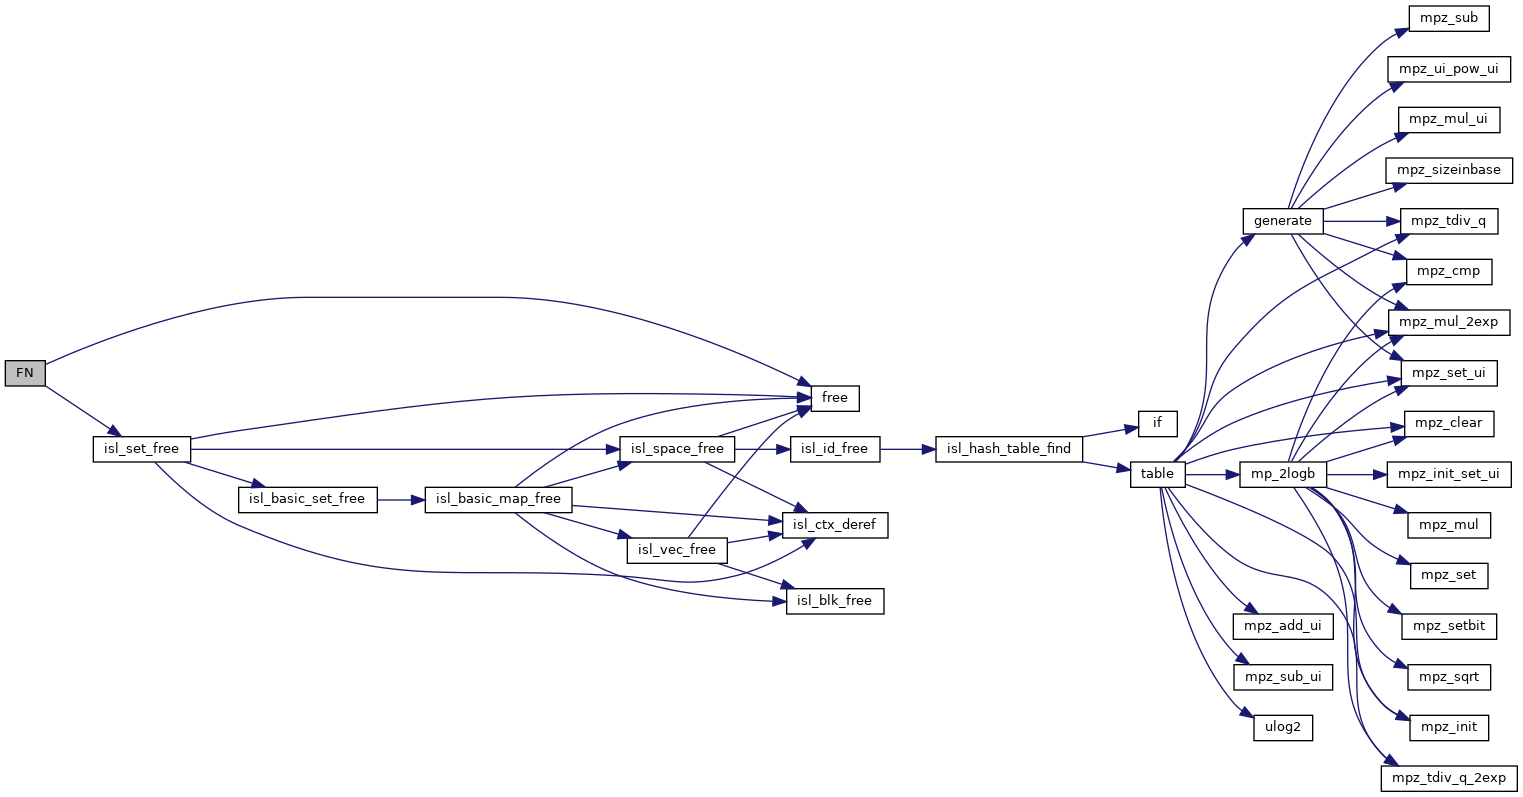 FN
isl_set_free
isl_basic_set_free
isl_basic_map_free
isl_space_free
isl_vec_free
free
isl_id_free
isl_ctx_deref
isl_blk_free
isl_hash_table_find
if
table
generate
mp_2logb
mpz_add_ui
mpz_sub_ui
ulog2
mpz_sub
mpz_ui_pow_ui
mpz_mul_ui
mpz_sizeinbase
mpz_tdiv_q
mpz_cmp
mpz_mul_2exp
mpz_set_ui
mpz_clear
mpz_init_set_ui
mpz_mul
mpz_set
mpz_setbit
mpz_sqrt
mpz_init
mpz_tdiv_q_2exp